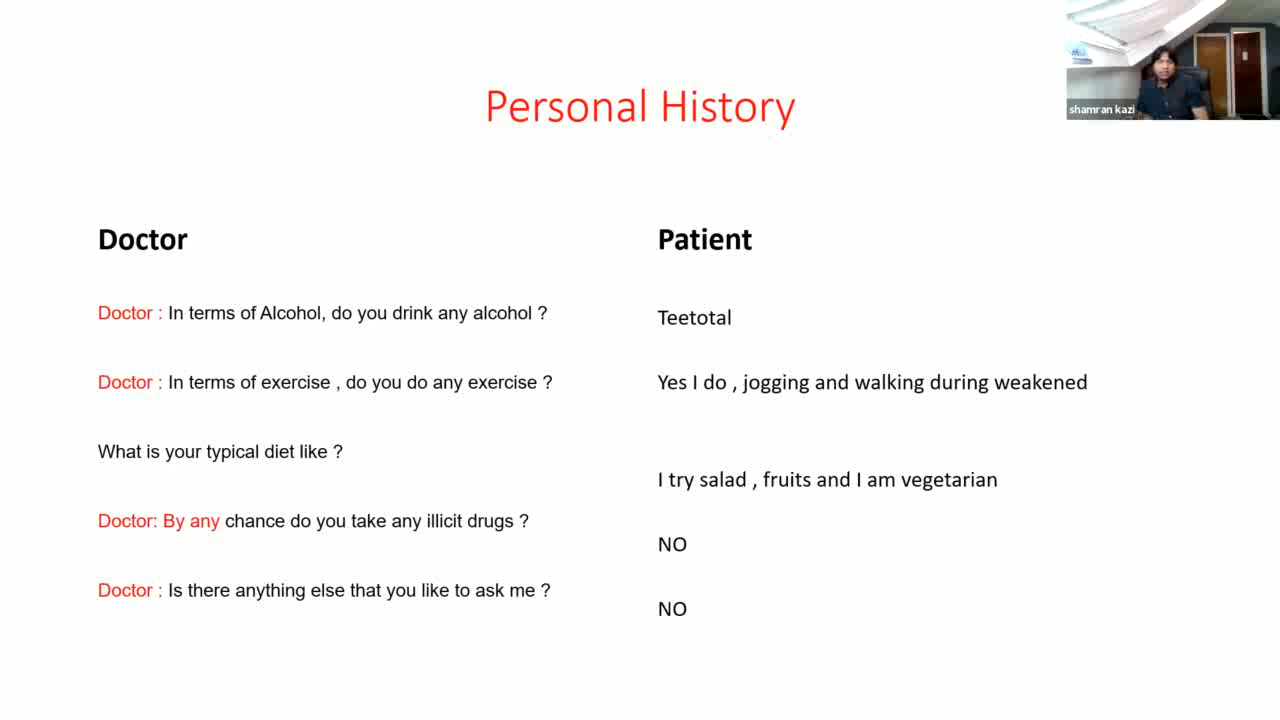 Personal History
shamran kazi
Doctor
Patient
Doctor : In terms of Alcohol, do you drink any alcohol ?
Teetotal
Doctor : In terms of exercise , do you do any exercise ?
Yes I do , jogging and walking during weakened
What is your typical diet like ?
I try salad , fruits and I am vegetarian
Doctor: By any chance do you take any illicit drugs ?
NO
Doctor : Is there anything else that you like to ask me ?
NO